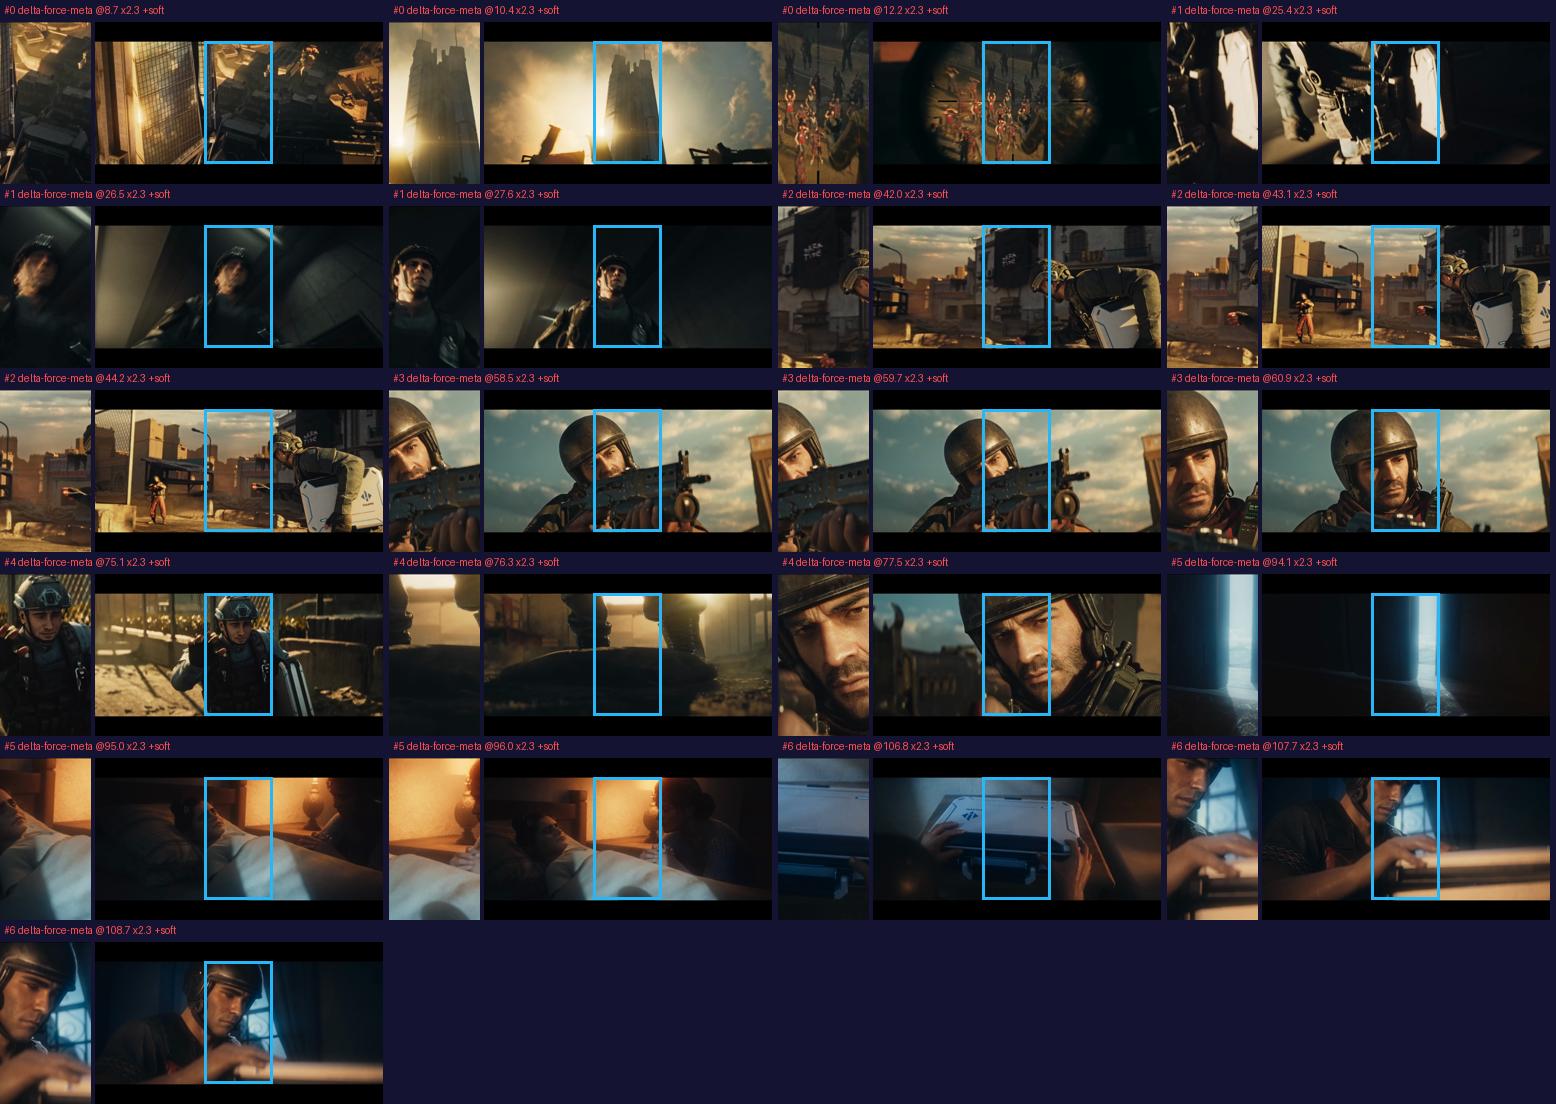 #0 delta-force-meta @8.7 x2.3 +soft
#0 delta-force-meta @10.4 x2.3 +soft
#0 delta-force-meta @12.2 x2.3 +soft
#1 delta-force-meta @25.4 x2.3 +soft
#1 delta-force-meta @26.5 x2.3 +soft
#1 delta-force-meta @27.6 x2.3 +soft
#2 delta-force-meta @42.0 x2.3 +soft
#2 delta-force-meta @43.1 x2.3 +soft
#2 delta-force-meta @44.2 x2.3 +soft
#3 delta-force-meta @58.5 x2.3 +soft
#3 delta-force-meta @59.7 x2.3 +soft
#3 delta-force-meta @60.9 x2.3 +soft
#4 delta-force-meta @75.1 x2.3 +soft
#4 delta-force-meta @76.3 x2.3 +soft
#4 delta-force-meta @77.5 x2.3 +soft
#5 delta-force-meta @94.1 x2.3 +soft
#5 delta-force-meta @95.0 x2.3 +soft
#5 delta-force-meta @96.0 x2.3 +soft
#6 delta-force-meta @106.8 x2.3 +soft
#6 delta-force-meta @107.7 x2.3 +soft
#6 delta-force-meta @108.7 x2.3 +soft